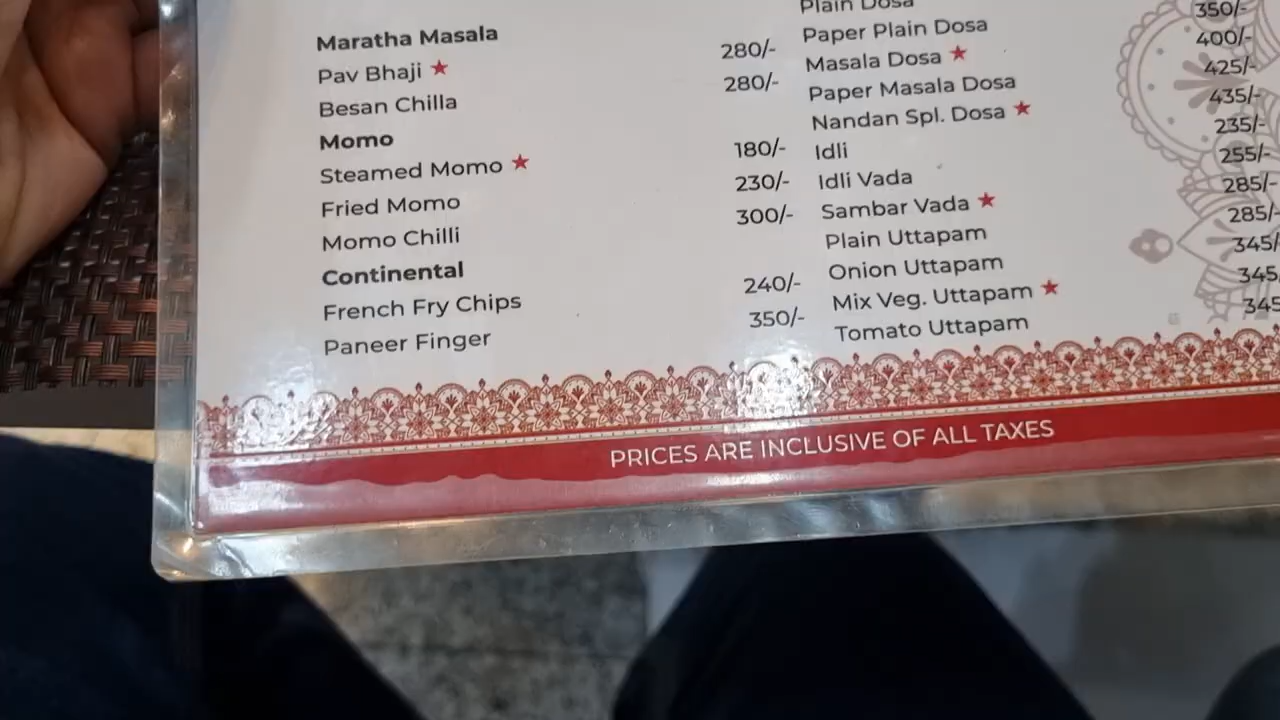 Maratha Masala
Pav Bhaji ★ 280/-
Besan Chilla 280/-
Momo
Steamed Momo ★ 180/-
Fried Momo 230/-
Momo Chilli 300/-
Continental
French Fry Chips 240/-
Paneer Finger 350/-
Plain Dosa
Paper Plain Dosa 350/-
Masala Dosa ★ 400/-
Paper Masala Dosa 425/-
Nandan Spl. Dosa ★ 435/-
Idli 235/-
Idli Vada 255/-
Sambar Vada ★ 285/-
Plain Uttapam 285/-
Onion Uttapam 345/-
Mix Veg. Uttapam ★ 345
Tomato Uttapam 345
PRICES ARE INCLUSIVE OF ALL TAXES